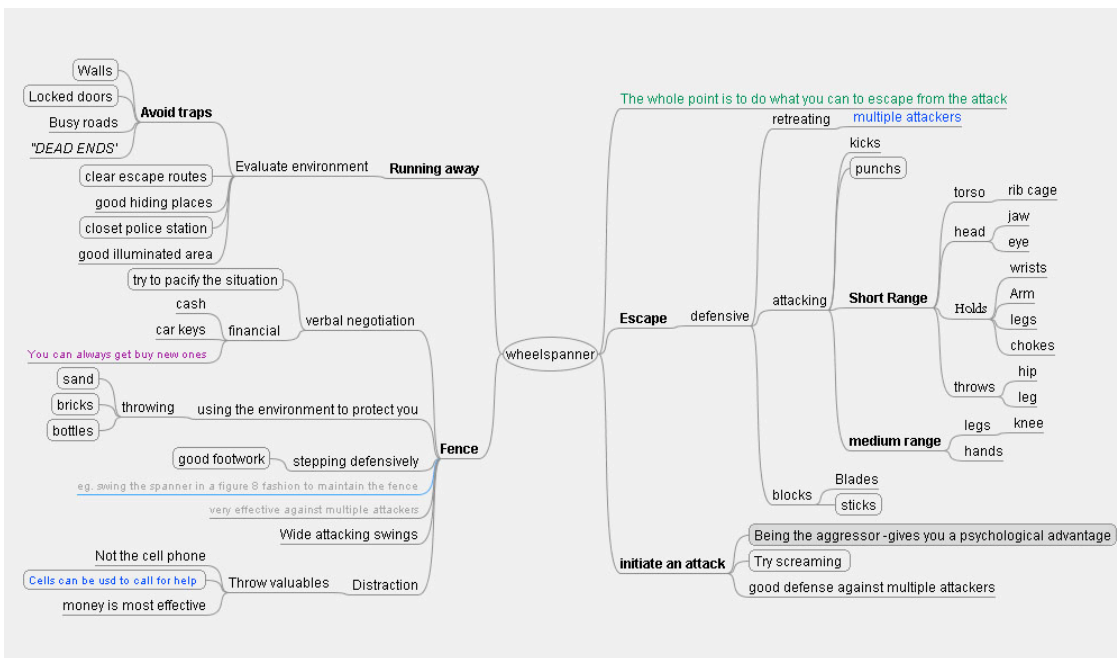 Walls
Locked doors
Busy roads
"DEAD ENDS'
Avoid traps
clear escape routes
good hiding places
closet police station
good illuminated area
Evaluate environment
Running away
try to pacify the situation
cash
car keys
You can always get buy new ones
financial
verbal negotiation
sand
bricks
bottles
throwing
using the environment to protect you
good footwork
stepping defensively
eg. swing the spanner in a figure 8 fashion to maintain the fence
very effective against multiple attackers
Wide attacking swings
Not the cell phone
Cells can be usd to call for help
money is most effective
Throw valuables
Distraction
Fence
wheelspanner
The whole point is to do what you can to escape from the attack
Escape
defensive
retreating
multiple attackers
attacking
kicks
punchs
Short Range
torso
rib cage
head
jaw
eye
Holds
wrists
Arm
legs
chokes
throws
hip
leg
medium range
legs
knee
hands
blocks
Blades
sticks
initiate an attack
Being the aggressor -gives you a psychological advantage
Try screaming
good defense against multiple attackers